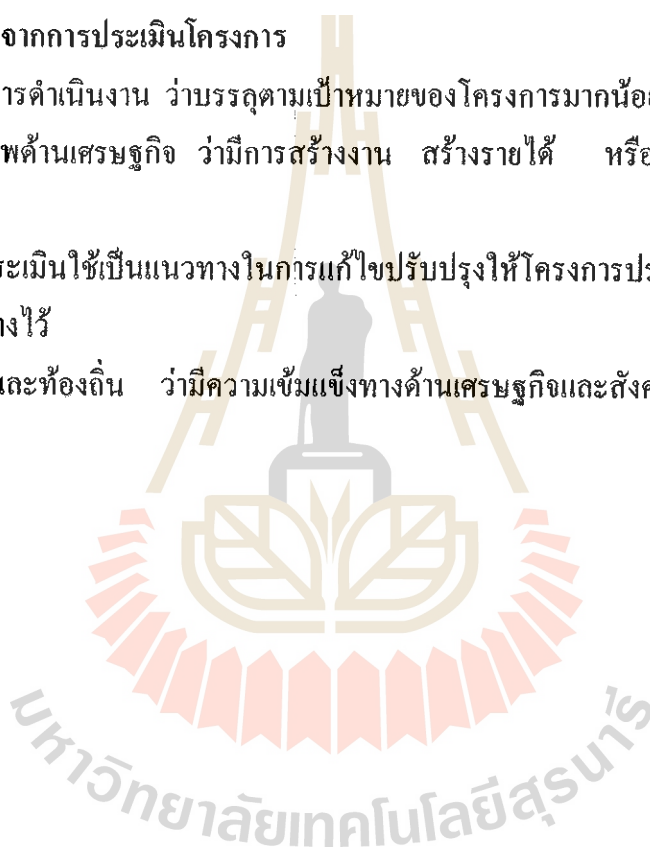 จากการประเมินโครงการ
ารดำเนินงาน ว่าบรรลุตามเป้าหมายของโครงการมากน้อย
พด้านเศรษฐกิจ ว่ามีการสร้างงาน สร้างรายได้ หรือ
ระเมินใช้เป็นแนวทางในการแก้ไขปรับปรุงให้โครงการประ
างไว้
และท้องถิ่น ว่ามีความเข้มแข็งทางด้านเศรษฐกิจและสังค
มหาวิทยาลัยเทคโนโลยีสุรนารี